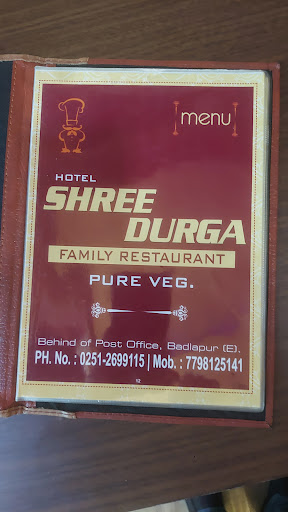 menu
HOTEL
SHREE
DURGA
FAMILY RESTAURANT
PURE VEG.
Behind of Post Office, Badlapur (E).
PH. No. : 0251-2699115 | Mob. : 7798125141